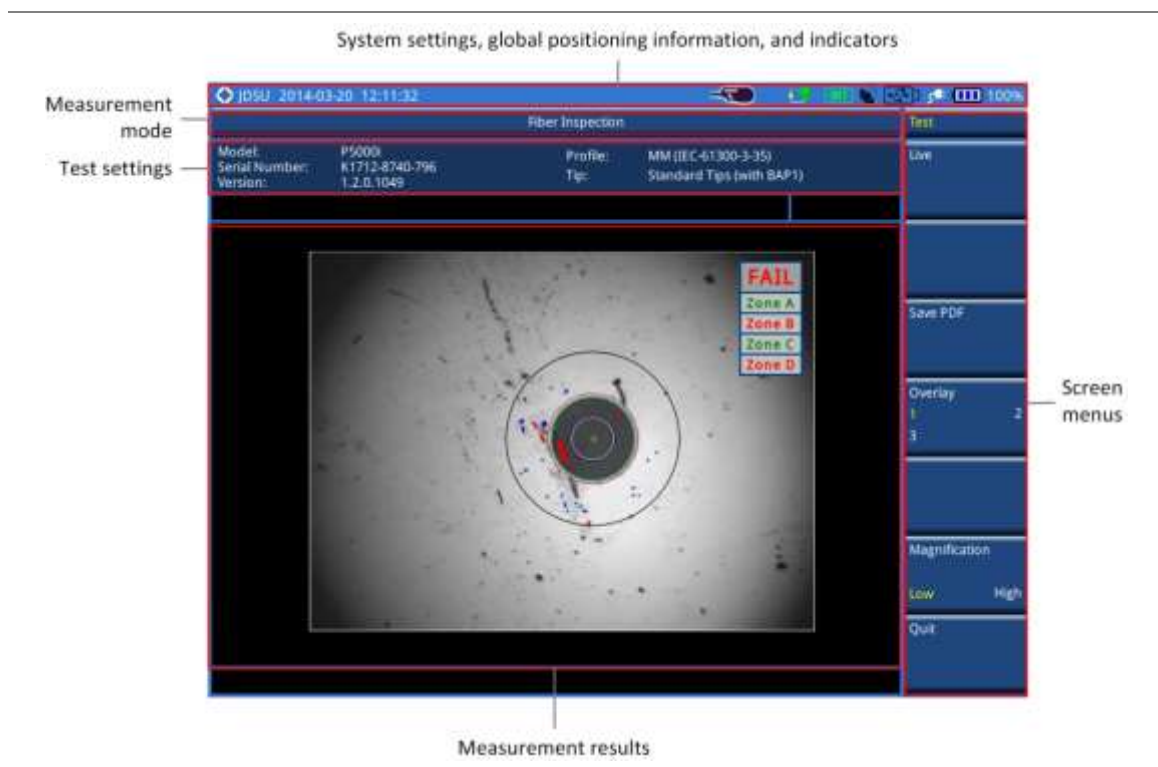 System settings, global positioning information, and indicators
Measurement mode
Test settings
JDSU 2014-03-20 12:11:32
100%
Fiber Inspection
Model: P5000i
Serial Number: K1712-8740-796
Version: 1.2.0.1049
Profile: MM (IEC-61300-3-35)
Tip: Standard Tips (with BAP1)
FAIL
Zone A
Zone B
Zone C
Zone D
Test
Live
Save PDF
Overlay
1 2
3
Magnification
Low High
Quit
Screen
menus
Measurement results